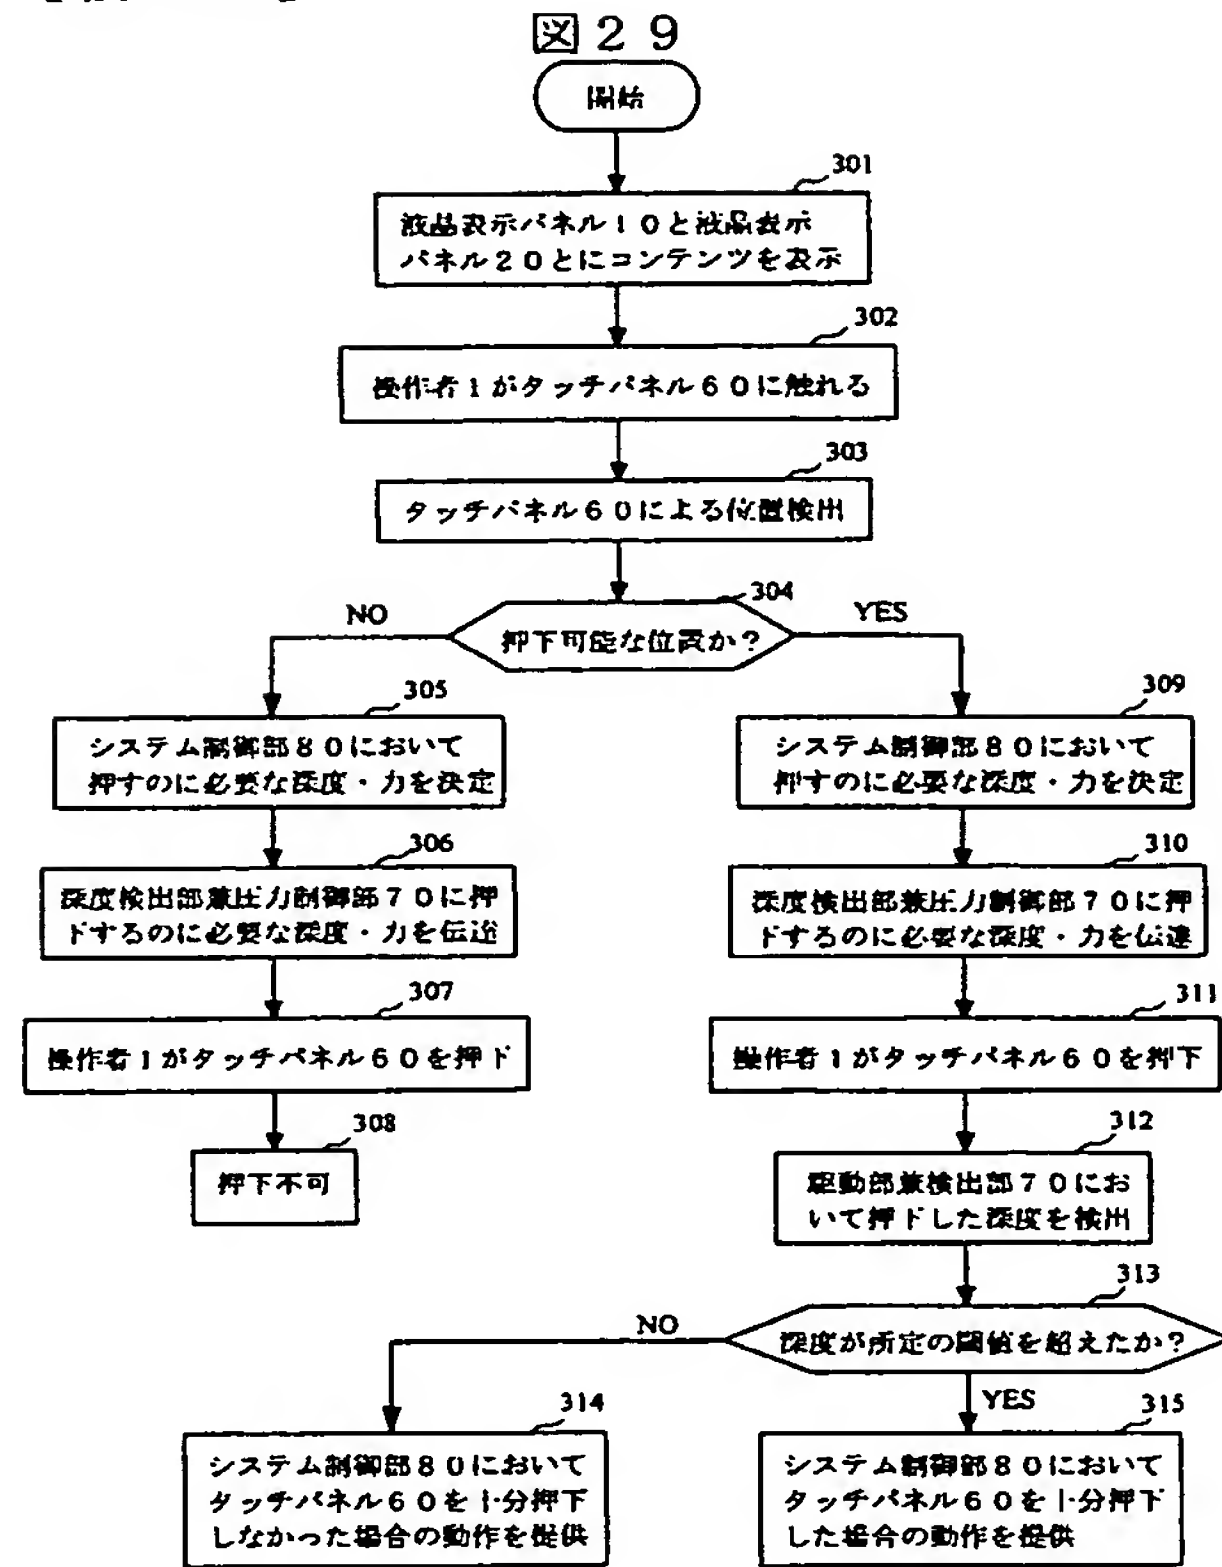 図29
開始
301
液晶表示パネル10と液晶表示
パネル20とにコンテンツを表示
302
操作者1がタッチパネル60に触れる
303
タッチパネル60による位置検出
304
NO
YES
押下可能な位置か?
305
システム制御部80において
押すのに必要な深度・力を決定
306
深度検出部兼圧力制御部70に押
下するのに必要な深度・力を伝達
307
操作者1がタッチパネル60を押下
308
押下不可
309
システム制御部80において
押すのに必要な深度・力を決定
310
深度検出部兼圧力制御部70に押
下するのに必要な深度・力を伝達
311
操作者1がタッチパネル60を押下
312
駆動部兼検出部70にお
いて押下した深度を検出
313
深度が所定の閾値を超えたか?
NO
YES
314
システム制御部80において
タッチパネル60を十分押下
しなかった場合の動作を提供
315
システム制御部80において
タッチパネル60を十分押下
した場合の動作を提供